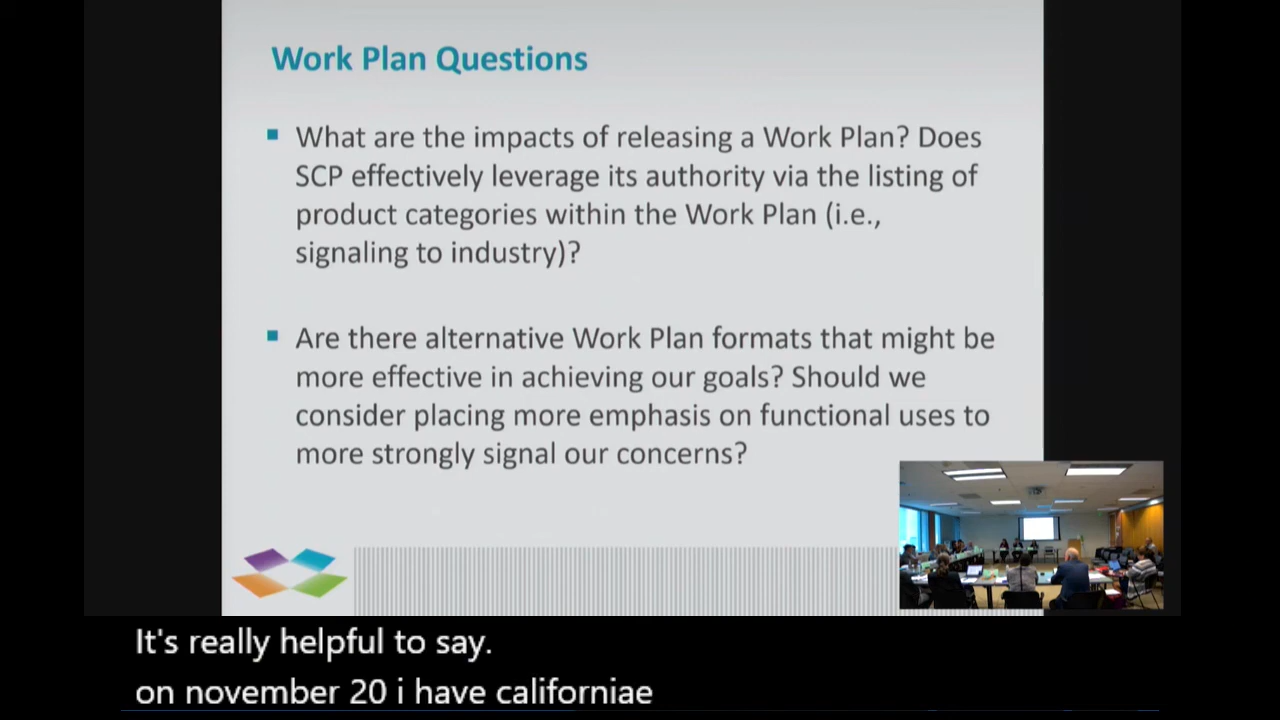 Work Plan Questions
What are the impacts of releasing a Work Plan? Does
SCP effectively leverage its authority via the listing of
product categories within the Work Plan (i.e.,
signaling to industry)?
Are there alternative Work Plan formats that might be
more effective in achieving our goals? Should we
consider placing more emphasis on functional uses to
more strongly signal our concerns?
It's really helpful to say.
on november 20 i have californiae